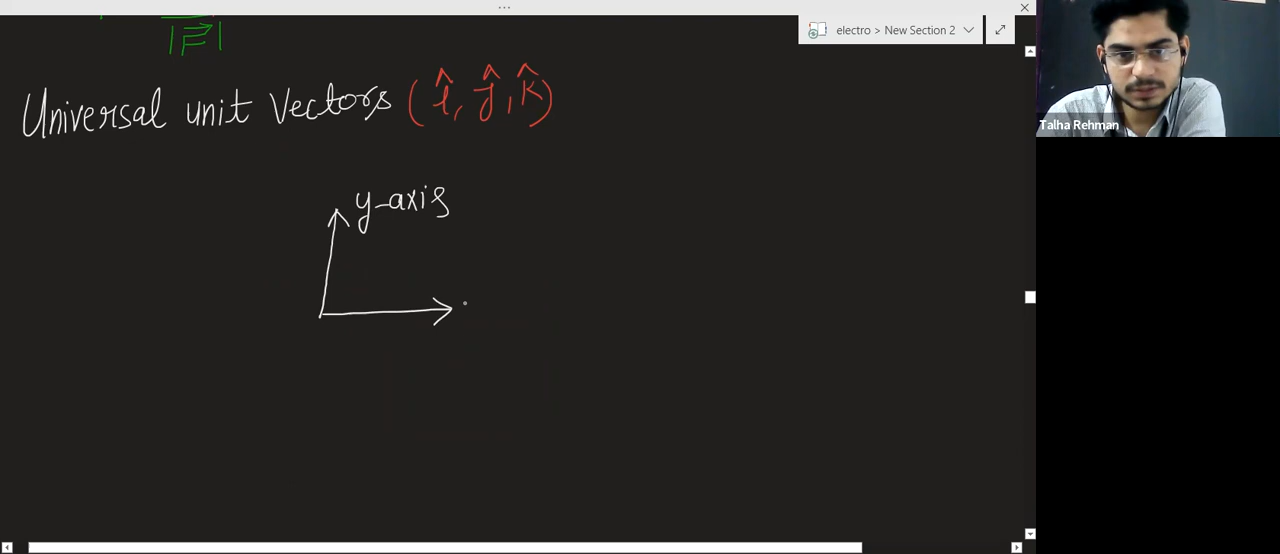 |F|
electro > New Section 2
Universal unit vectors (î, ĵ, k̂)
Talha Rehman
y-axis